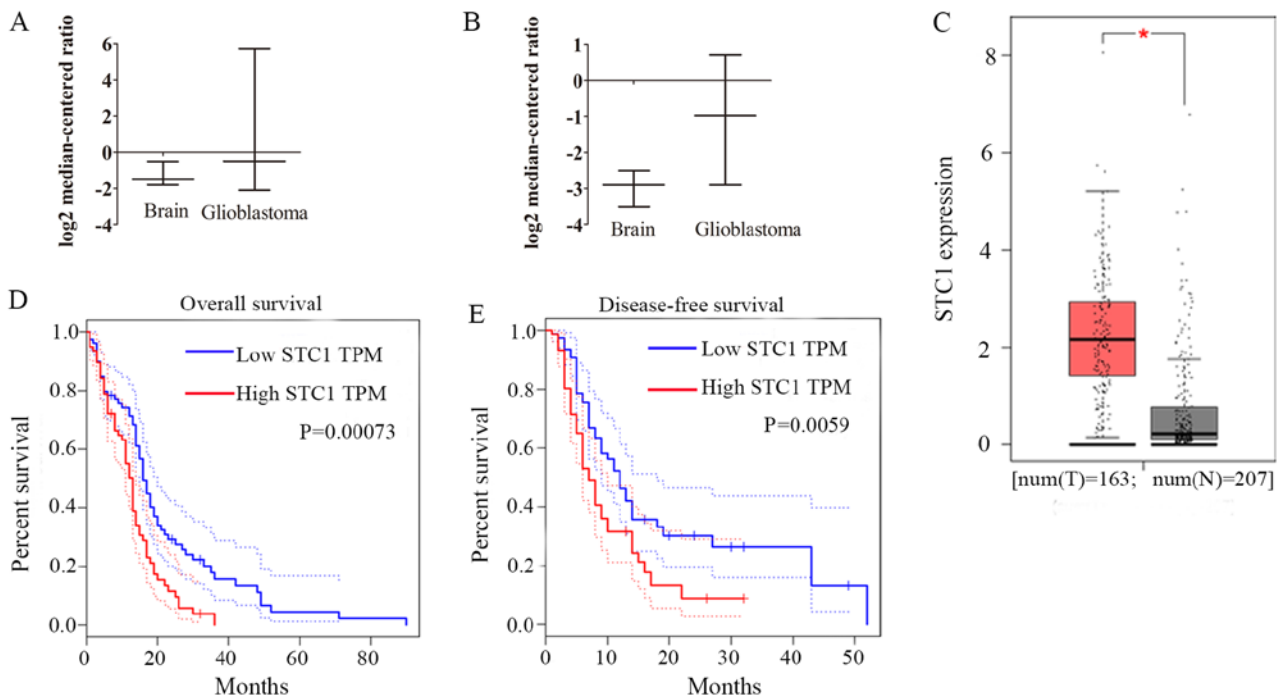 A
log2 median-centered ratio
6
4
2
0
-2
-4
Brain
Glioblastoma
B
log2 median-centered ratio
1
0
-1
-2
-3
-4
Brain
Glioblastoma
C
STC1 expression
8
6
4
2
0
*
[num(T)=163; num(N)=207]
D
Overall survival
Percent survival
1.0
0.8
0.6
0.4
0.2
0.0
Low STC1 TPM
High STC1 TPM
P=0.00073
0 20 40 60 80
Months
E
Disease-free survival
Percent survival
1.0
0.8
0.6
0.4
0.2
0.0
Low STC1 TPM
High STC1 TPM
P=0.0059
0 10 20 30 40 50
Months